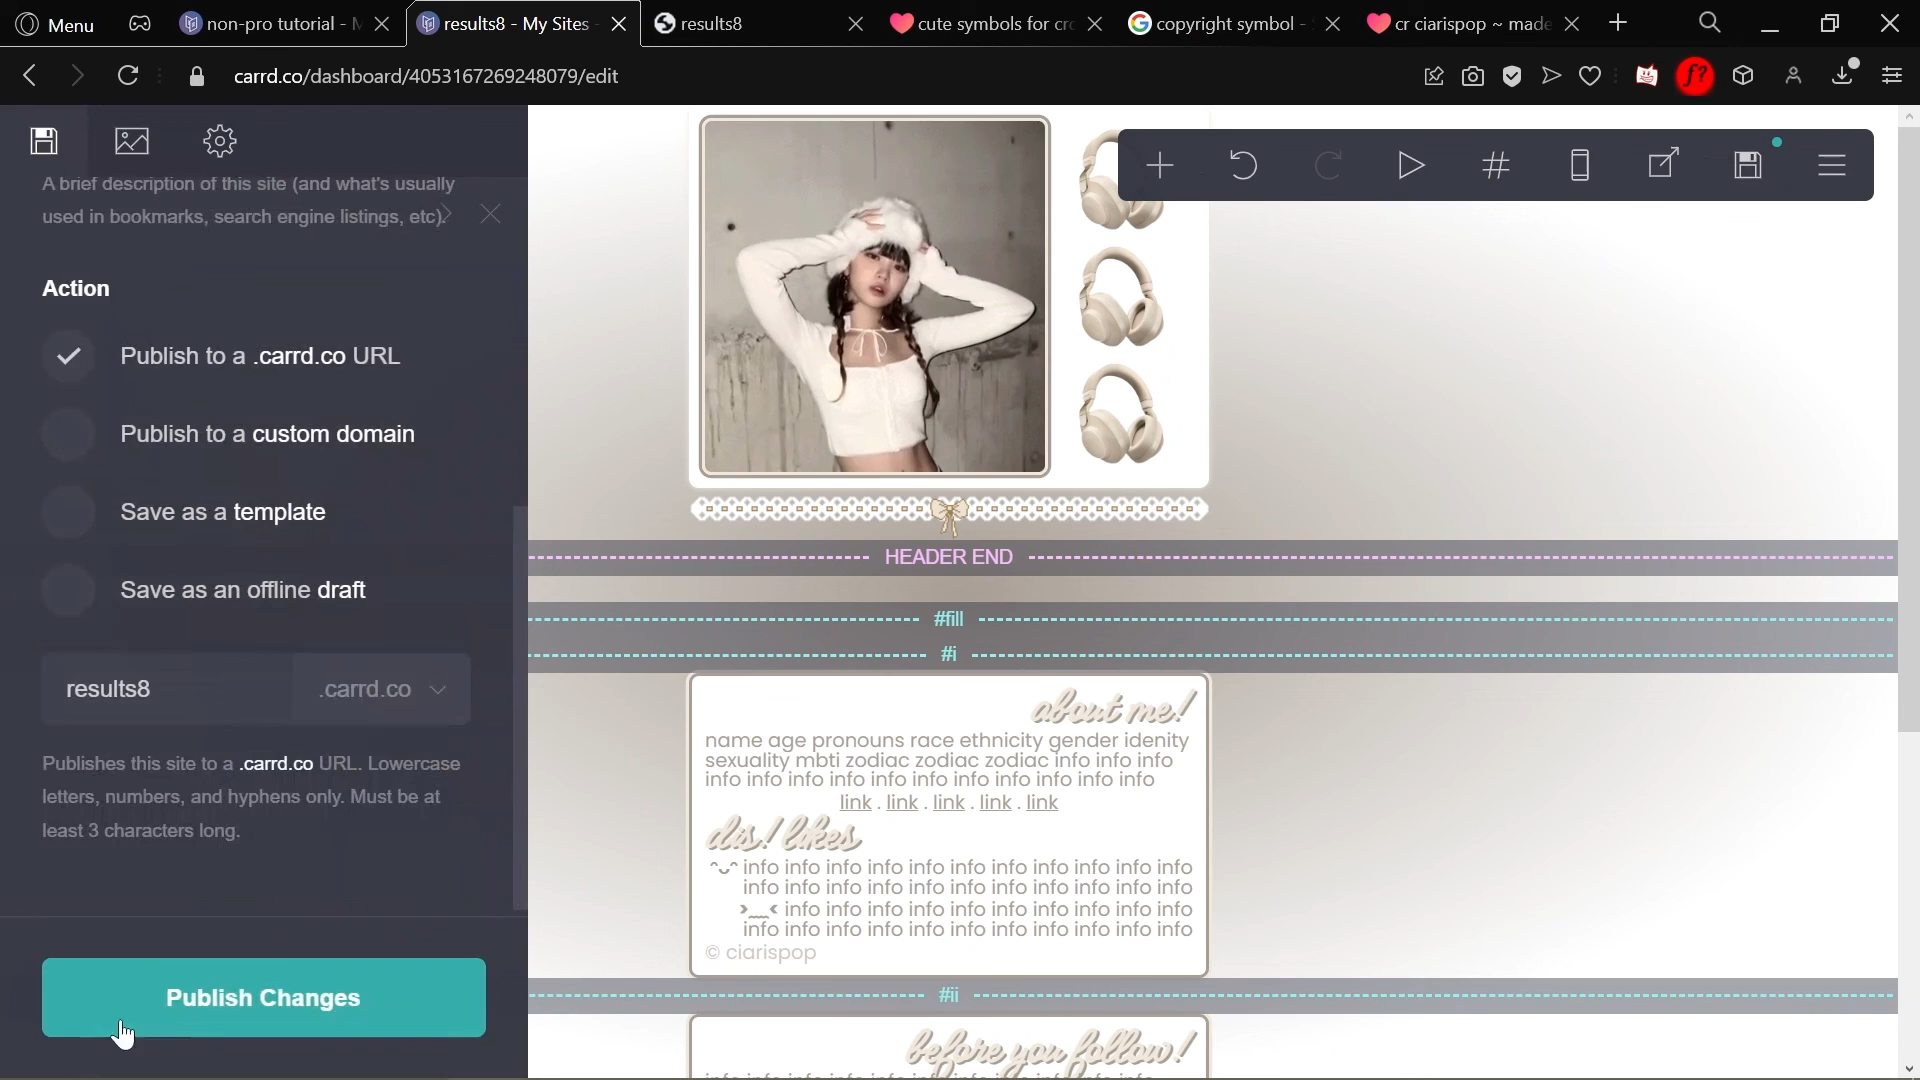 Menu
non-pro tutorial - M
results8 - My Sites -
results8
cute symbols for cr
copyright symbol -
cr ciarispop ~ made
carrd.co/dashboard/4053167269248079/edit
f?
A brief description of this site (and what's usually
used in bookmarks, search engine listings, etc).
Action
Publish to a .carrd.co URL
Publish to a custom domain
Save as a template
Save as an offline draft
results8
.carrd.co
Publishes this site to a .carrd.co URL. Lowercase
letters, numbers, and hyphens only. Must be at
least 3 characters long.
Publish Changes
HEADER END
#fill
#i
about me!
name age pronouns race ethnicity gender idenity
sexuality mbti zodiac zodiac zodiac info info info
info info info info info info info info info info info
link . link . link . link . link
dis! likes
^ᴗ^ info info info info info info info info info info info
info info info info info info info info info info info
>﹏< info info info info info info info info info info
info info info info info info info info info info info
© ciarispop
#ii
before you follow!